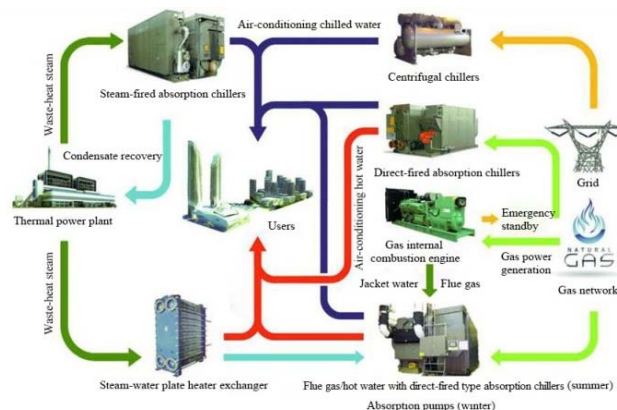 Air-conditioning chilled water
Waste-heat steam
Steam-fired absorption chillers
Centrifugal chillers
Condensate recovery
Direct-fired absorption chillers
Grid
Thermal power plant
Users
Air-conditioning hot water
Emergency
standby
Gas internal
combustion engine
Gas power
generation
NATURAL
GAS
Gas network
Waste-heat steam
Jacket water
Flue gas
Steam-water plate heater exchanger
Flue gas/hot water with direct-fired type absorption chillers (summer)
Absorption pumps (winter)